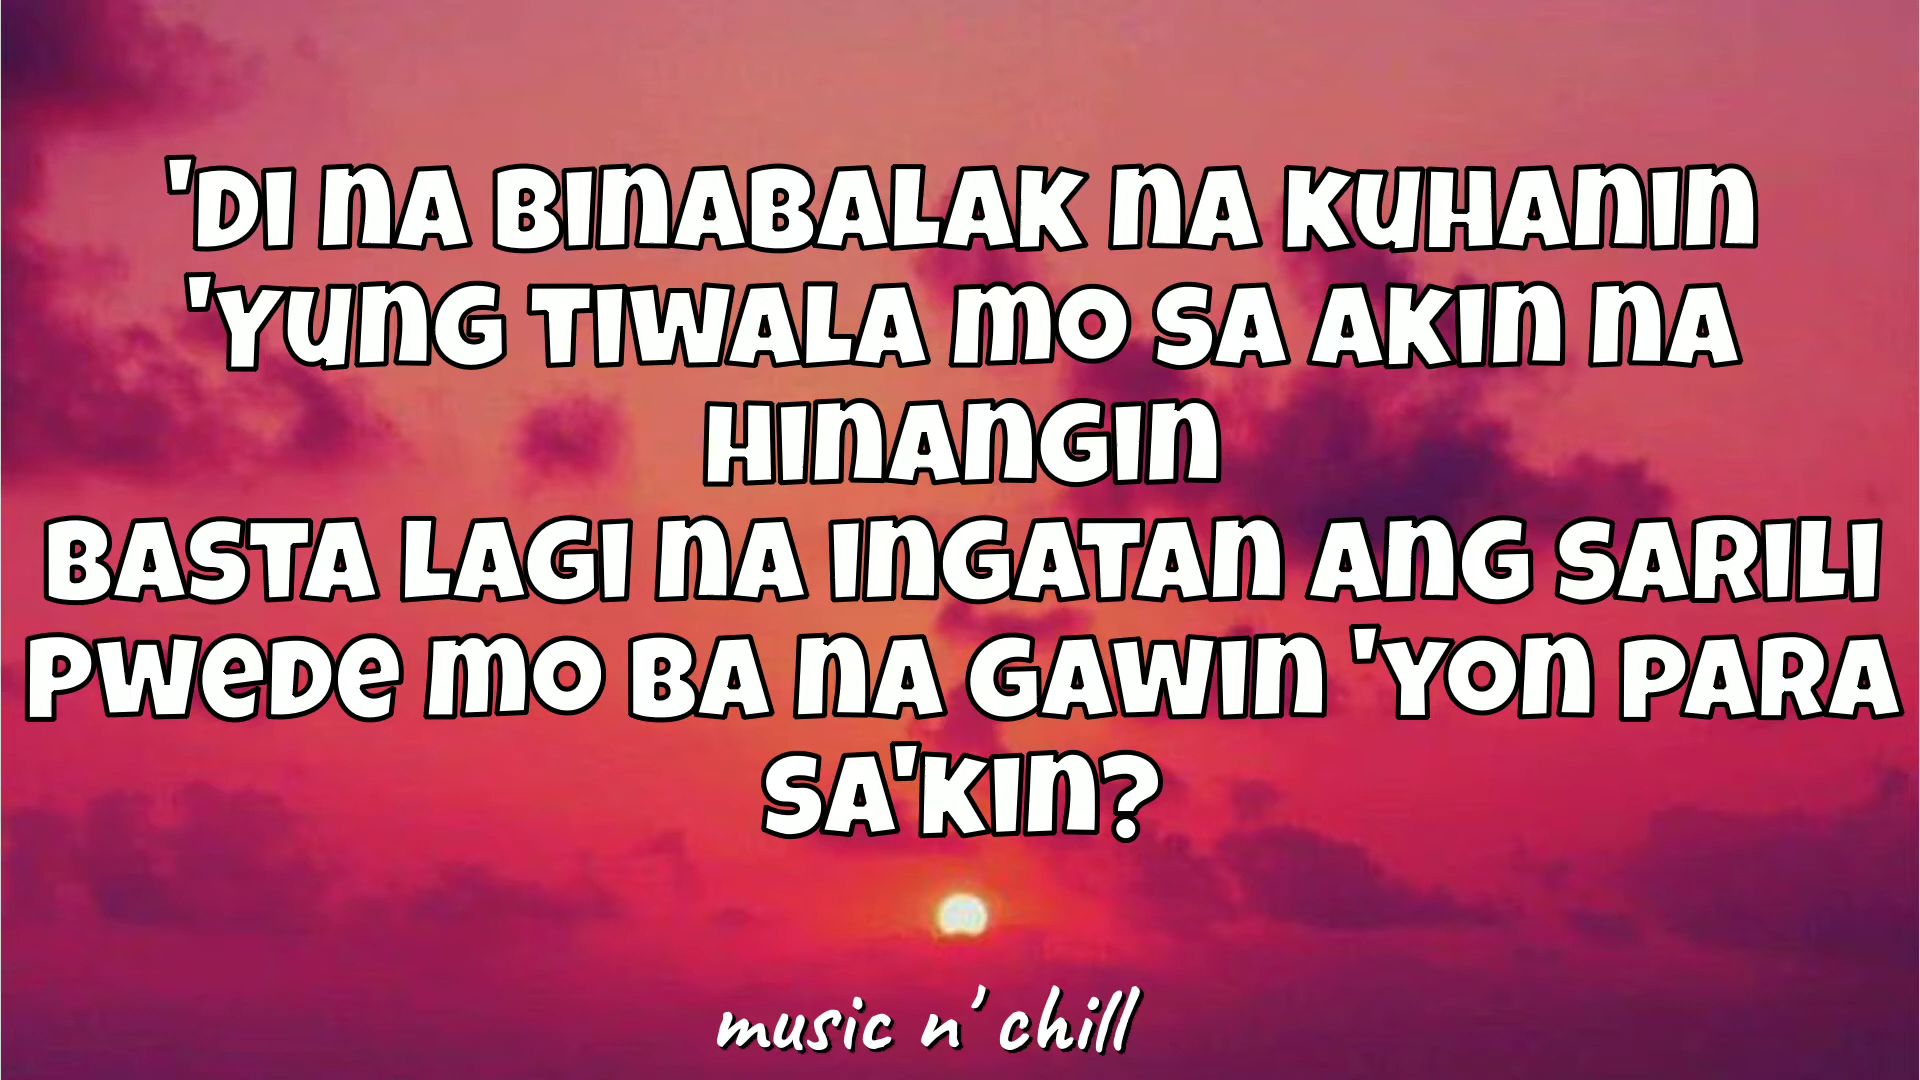 'Di na binabalak na kuhanin
'Yung tiwala mo sa akin na
hinangin
Basta lagi na ingatan ang sarili
Pwede mo ba na gawin 'yon para
sa'kin?
music n' chill